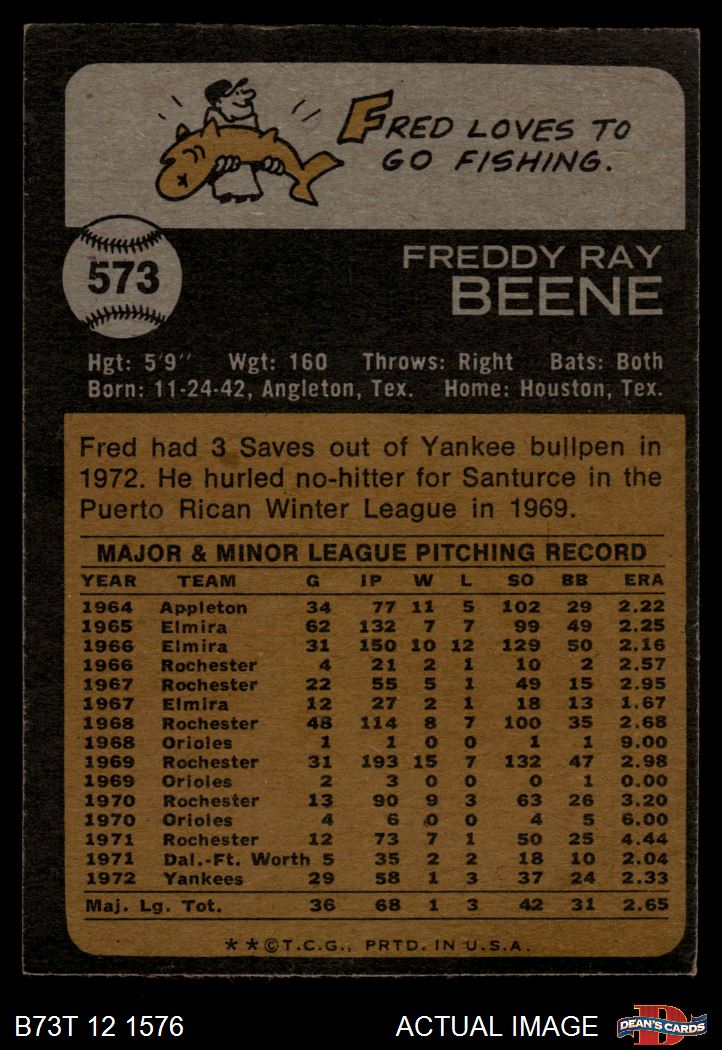 FRED LOVES TO
GO FISHING.
573
FREDDY RAY
BEENE
Hgt: 5'9" Wgt: 160 Throws: Right Bats: Both
Born: 11-24-42, Angleton, Tex. Home: Houston, Tex.
Fred had 3 Saves out of Yankee bullpen in
1972. He hurled no-hitter for Santurce in the
Puerto Rican Winter League in 1969.
MAJOR & MINOR LEAGUE PITCHING RECORD
YEAR TEAM G IP W L SO BB ERA
1964 Appleton 34 77 11 5 102 29 2.22
1965 Elmira 62 132 7 7 99 49 2.25
1966 Elmira 31 150 10 12 129 50 2.16
1966 Rochester 4 21 2 1 10 2 2.57
1967 Rochester 22 55 5 1 49 15 2.95
1967 Elmira 12 27 2 1 18 13 1.67
1968 Rochester 48 114 8 7 100 35 2.68
1968 Orioles 1 1 0 0 1 1 9.00
1969 Rochester 31 193 15 7 132 47 2.98
1969 Orioles 2 3 0 0 0 1 0.00
1970 Rochester 13 90 9 3 63 26 3.20
1970 Orioles 4 6 0 0 4 5 6.00
1971 Rochester 12 73 7 1 50 25 4.44
1971 Dal.-Ft. Worth 5 35 2 2 18 10 2.04
1972 Yankees 29 58 1 3 37 24 2.33
Maj. Lg. Tot. 36 68 1 3 42 31 2.65
* * © T.C.G., PRTD. IN U.S.A.
B73T 12 1576 ACTUAL IMAGE DEAN'S CARDS